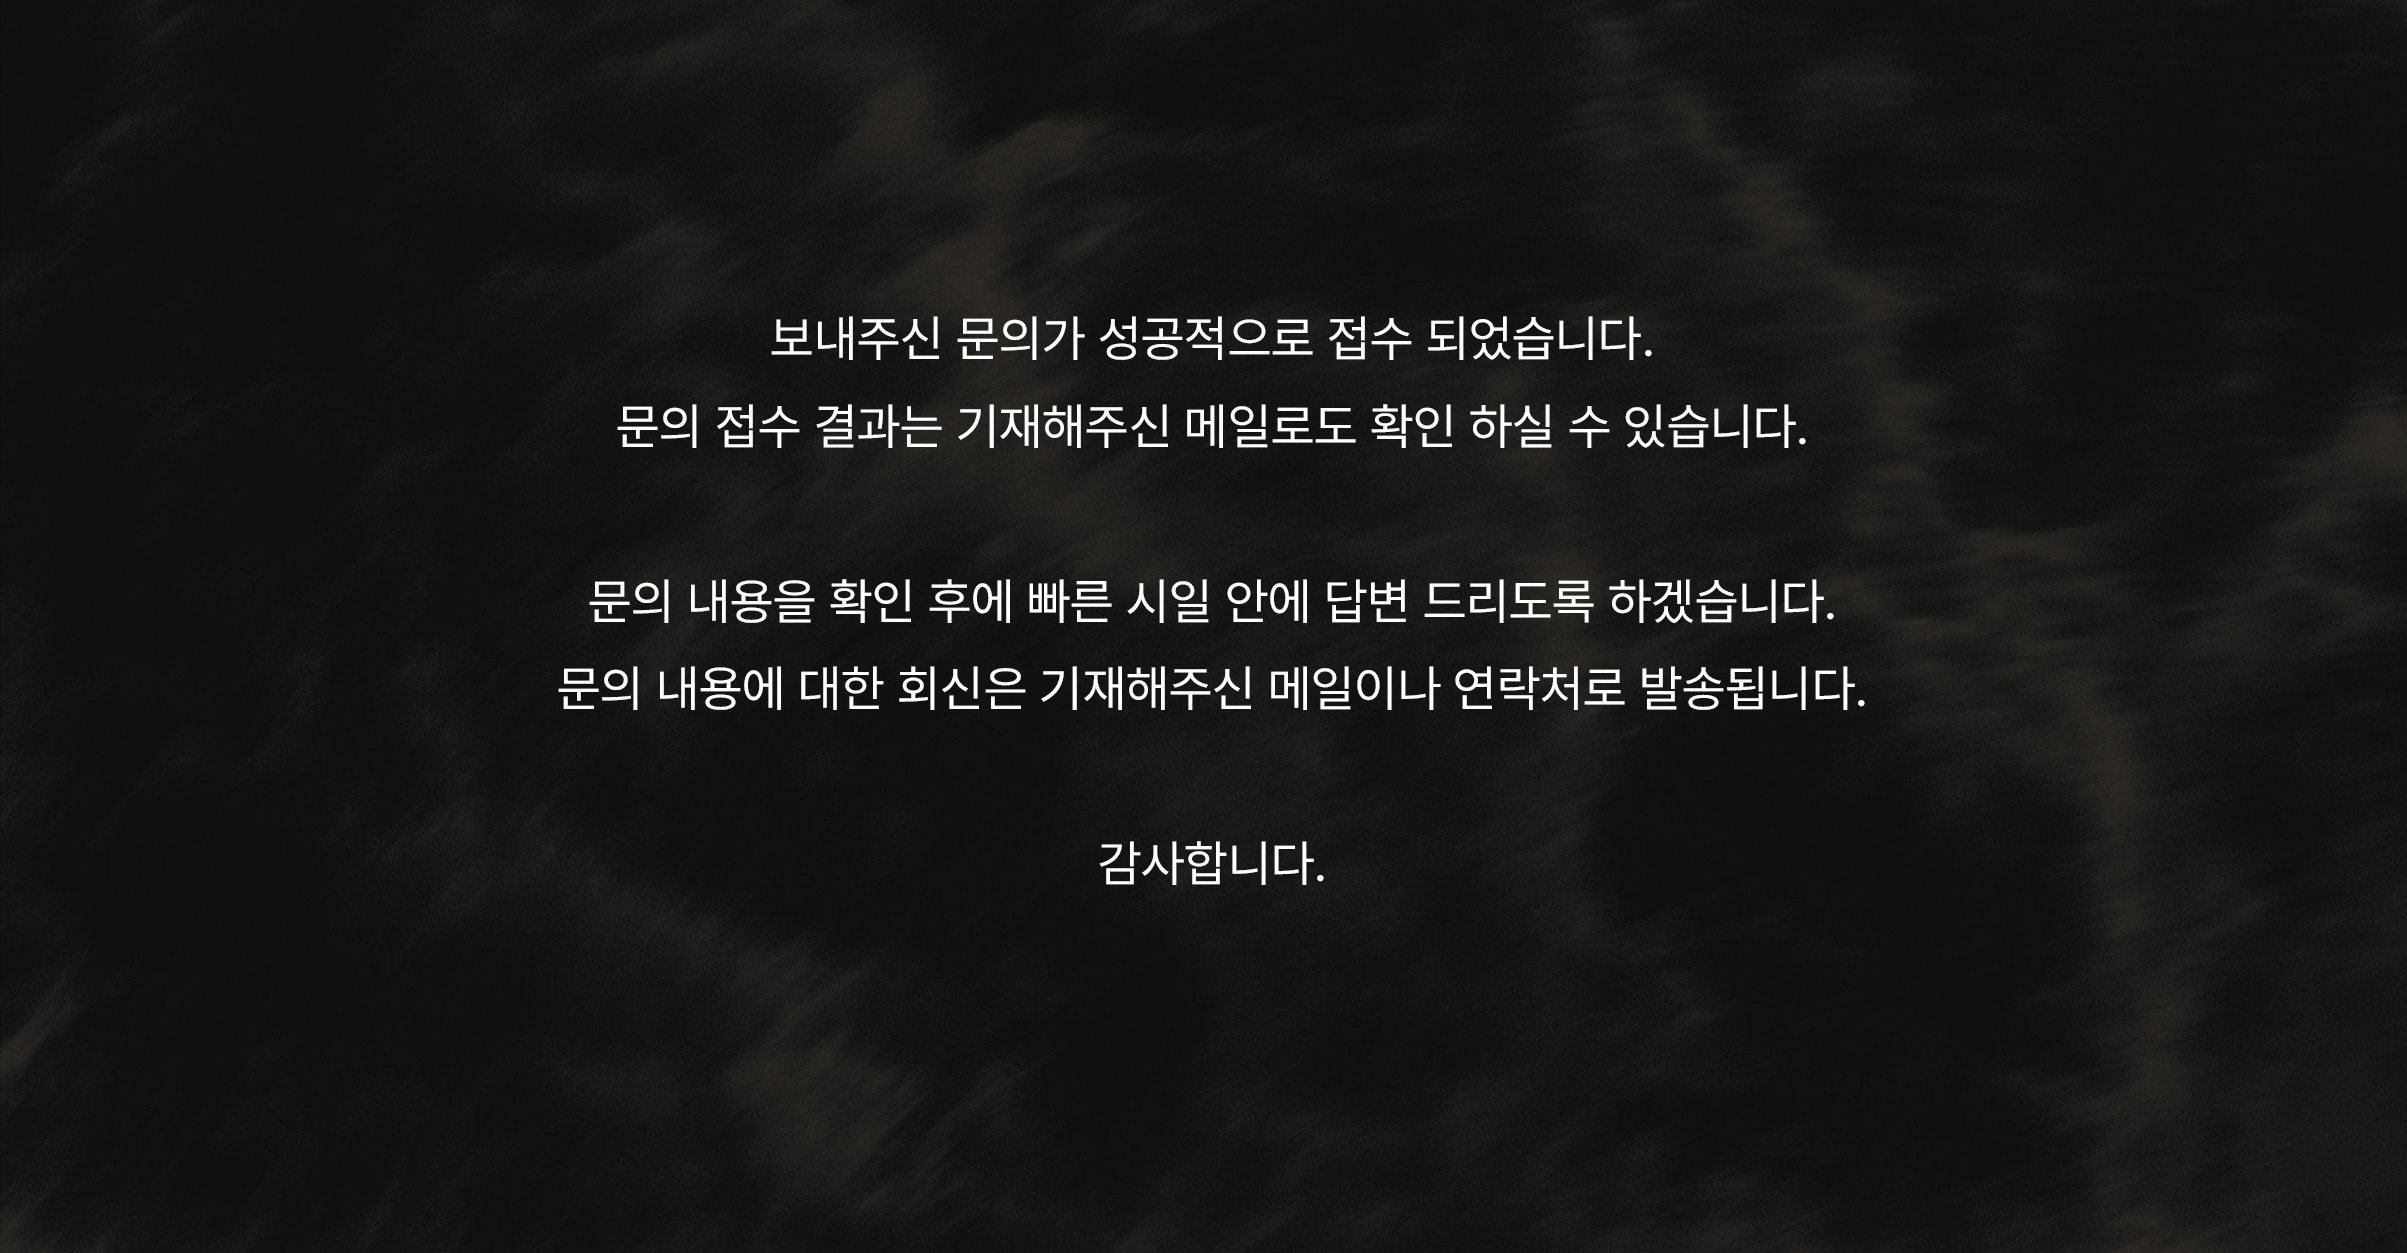 보내주신 문의가 성공적으로 접수 되었습니다.
문의 접수 결과는 기재해주신 메일로도 확인 하실 수 있습니다.
문의 내용을 확인 후에 빠른 시일 안에 답변 드리도록 하겠습니다.
문의 내용에 대한 회신은 기재해주신 메일이나 연락처로 발송됩니다.
감사합니다.